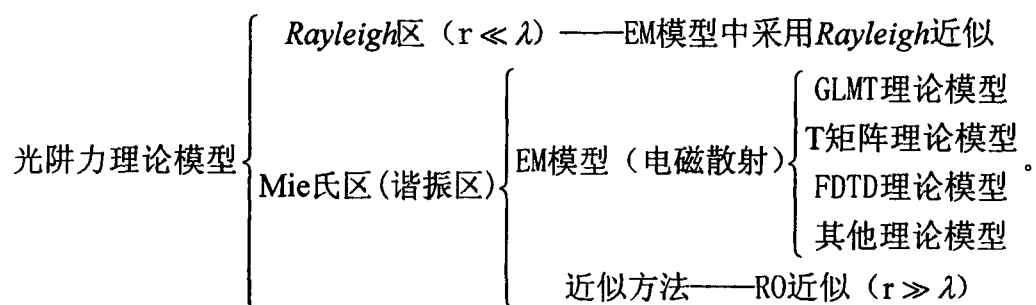 Rayleigh区（r ≪ λ）——EM模型中采用Rayleigh近似
光阱力理论模型
Mie氏区(谐振区)
EM模型（电磁散射）
GLMT理论模型
T矩阵理论模型
FDTD理论模型
其他理论模型
。
近似方法——RO近似（r ≫ λ）